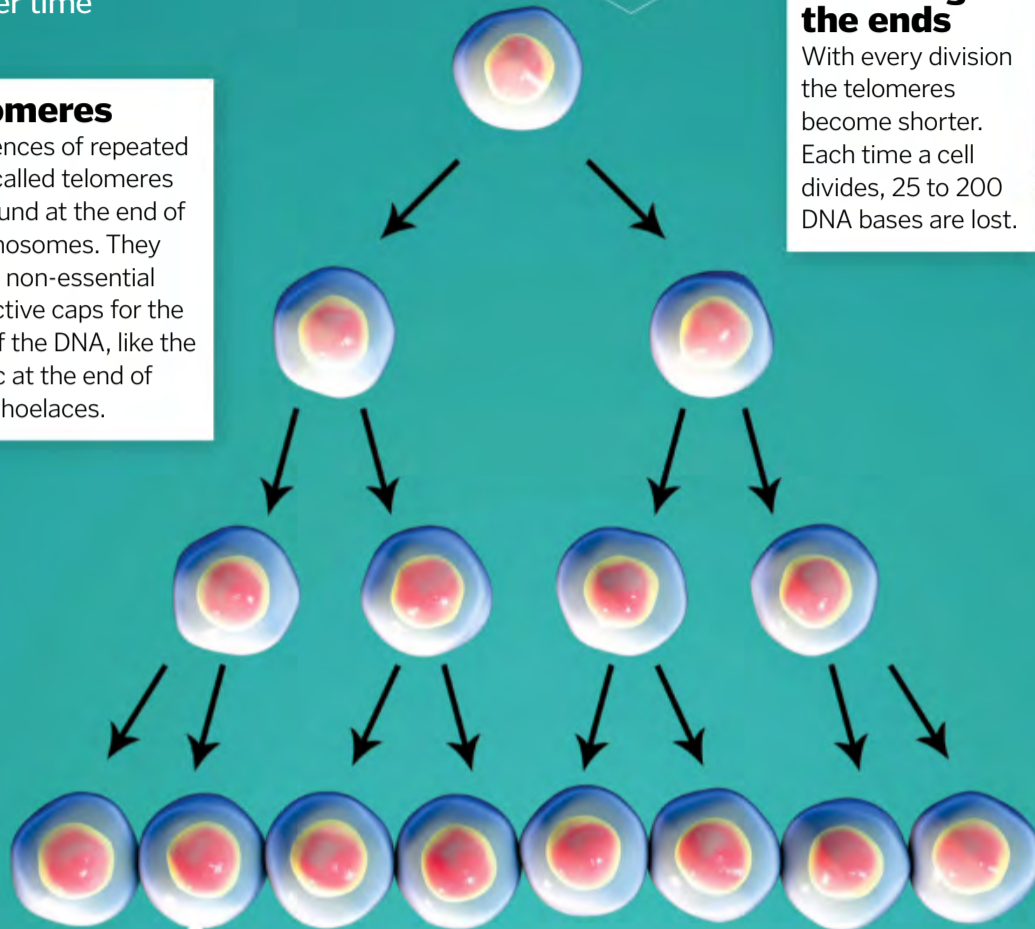 er time
omeres
ences of repeated
called telomeres
und at the end of
nosomes. They
non-essential
ctive caps for the
f the DNA, like the
c at the end of
hoelaces.
the ends
With every division
the telomeres
become shorter.
Each time a cell
divides, 25 to 200
DNA bases are lost.